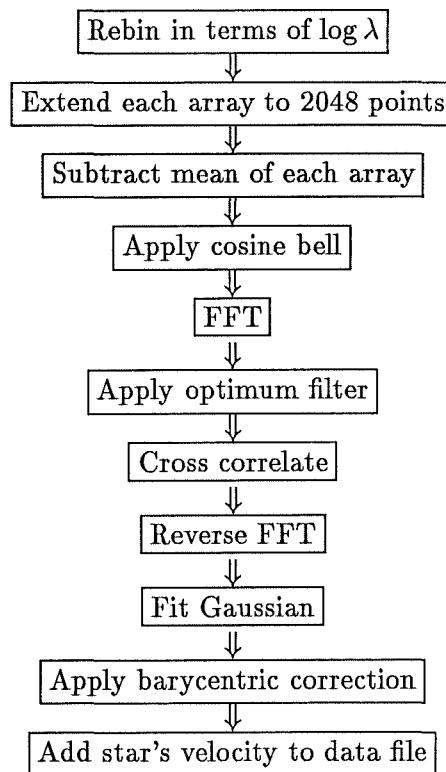 Rebin in terms of log λ
Extend each array to 2048 points
Subtract mean of each array
Apply cosine bell
FFT
Apply optimum filter
Cross correlate
Reverse FFT
Fit Gaussian
Apply barycentric correction
Add star's velocity to data file